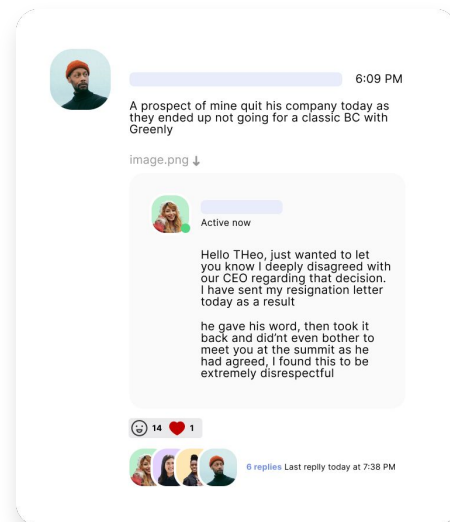 6:09 PM
A prospect of mine quit his company today as
they ended up not going for a classic BC with
Greenly
image.png
Active now
Hello THeo, just wanted to let
you know I deeply disagreed with
our CEO regarding that decision.
I have sent my resignation letter
today as a result
he gave his word, then took it
back and did'nt even bother to
meet you at the summit as he
had agreed, I found this to be
extremely disrespectful
14 1
6 replies Last replly today at 7:38 PM